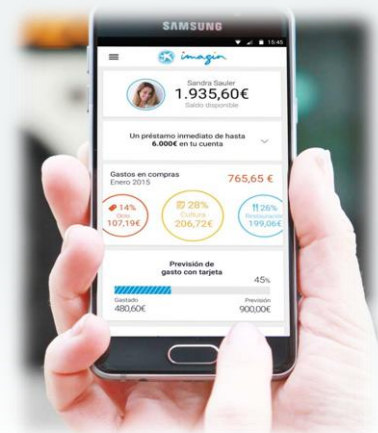 SAMSUNG
15:45
imagin
Sandra Sauler
1.935,60€
Saldo disponible
Un préstamo inmediato de hasta
6.000€ en tu cuenta
Gastos en compras
Enero 2015
765,65 €
14%
Otro
107,19€
28%
Cultura
206,72€
26%
Restauración
199,06€
Previsión de
gasto con tarjeta
45%
Gastado
Previsión
480,60€
900,00€